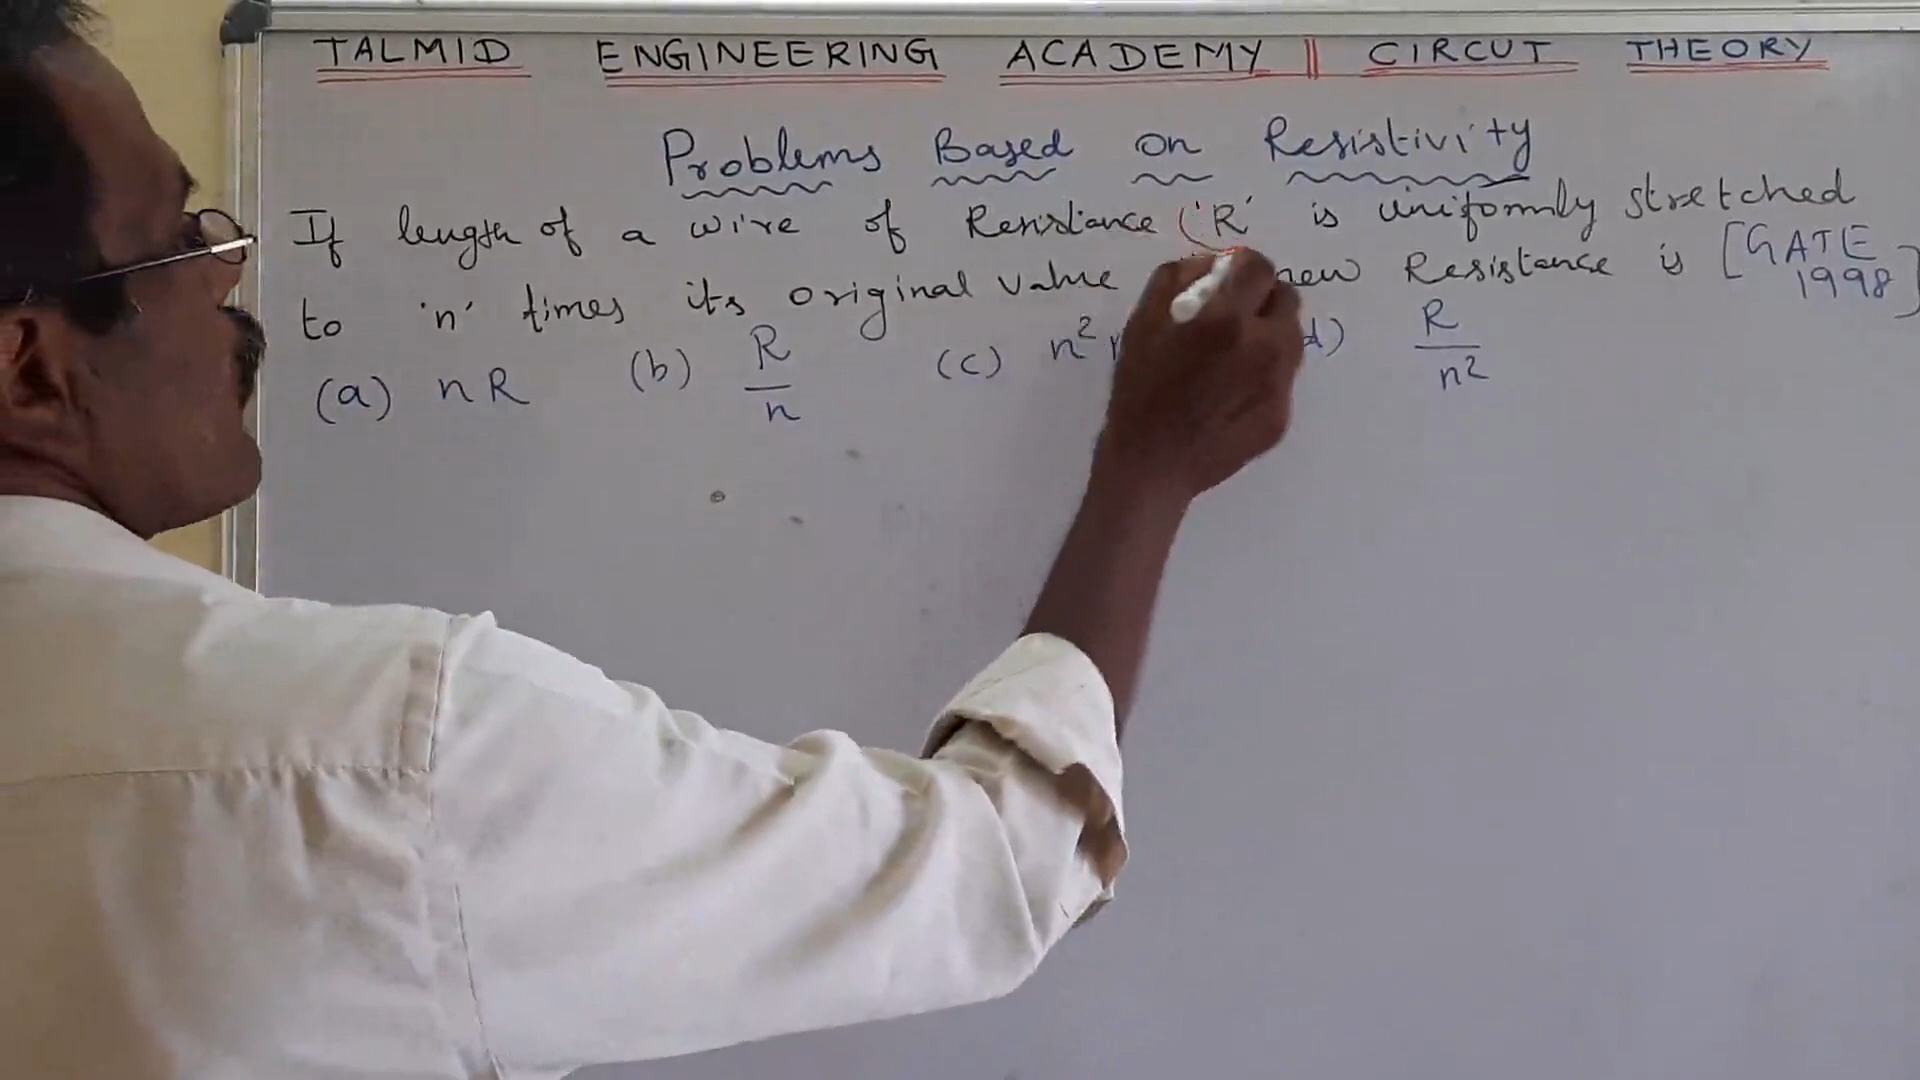 TALMID ENGINEERING ACADEMY || CIRCUT THEORY
Problems Based on Resistivity
If length of a wire of Resistance 'R' is uniformly stretched
to 'n' times its original value new Resistance is [GATE 1998]
(a) nR (b) R/n (c) n² d) R/n²